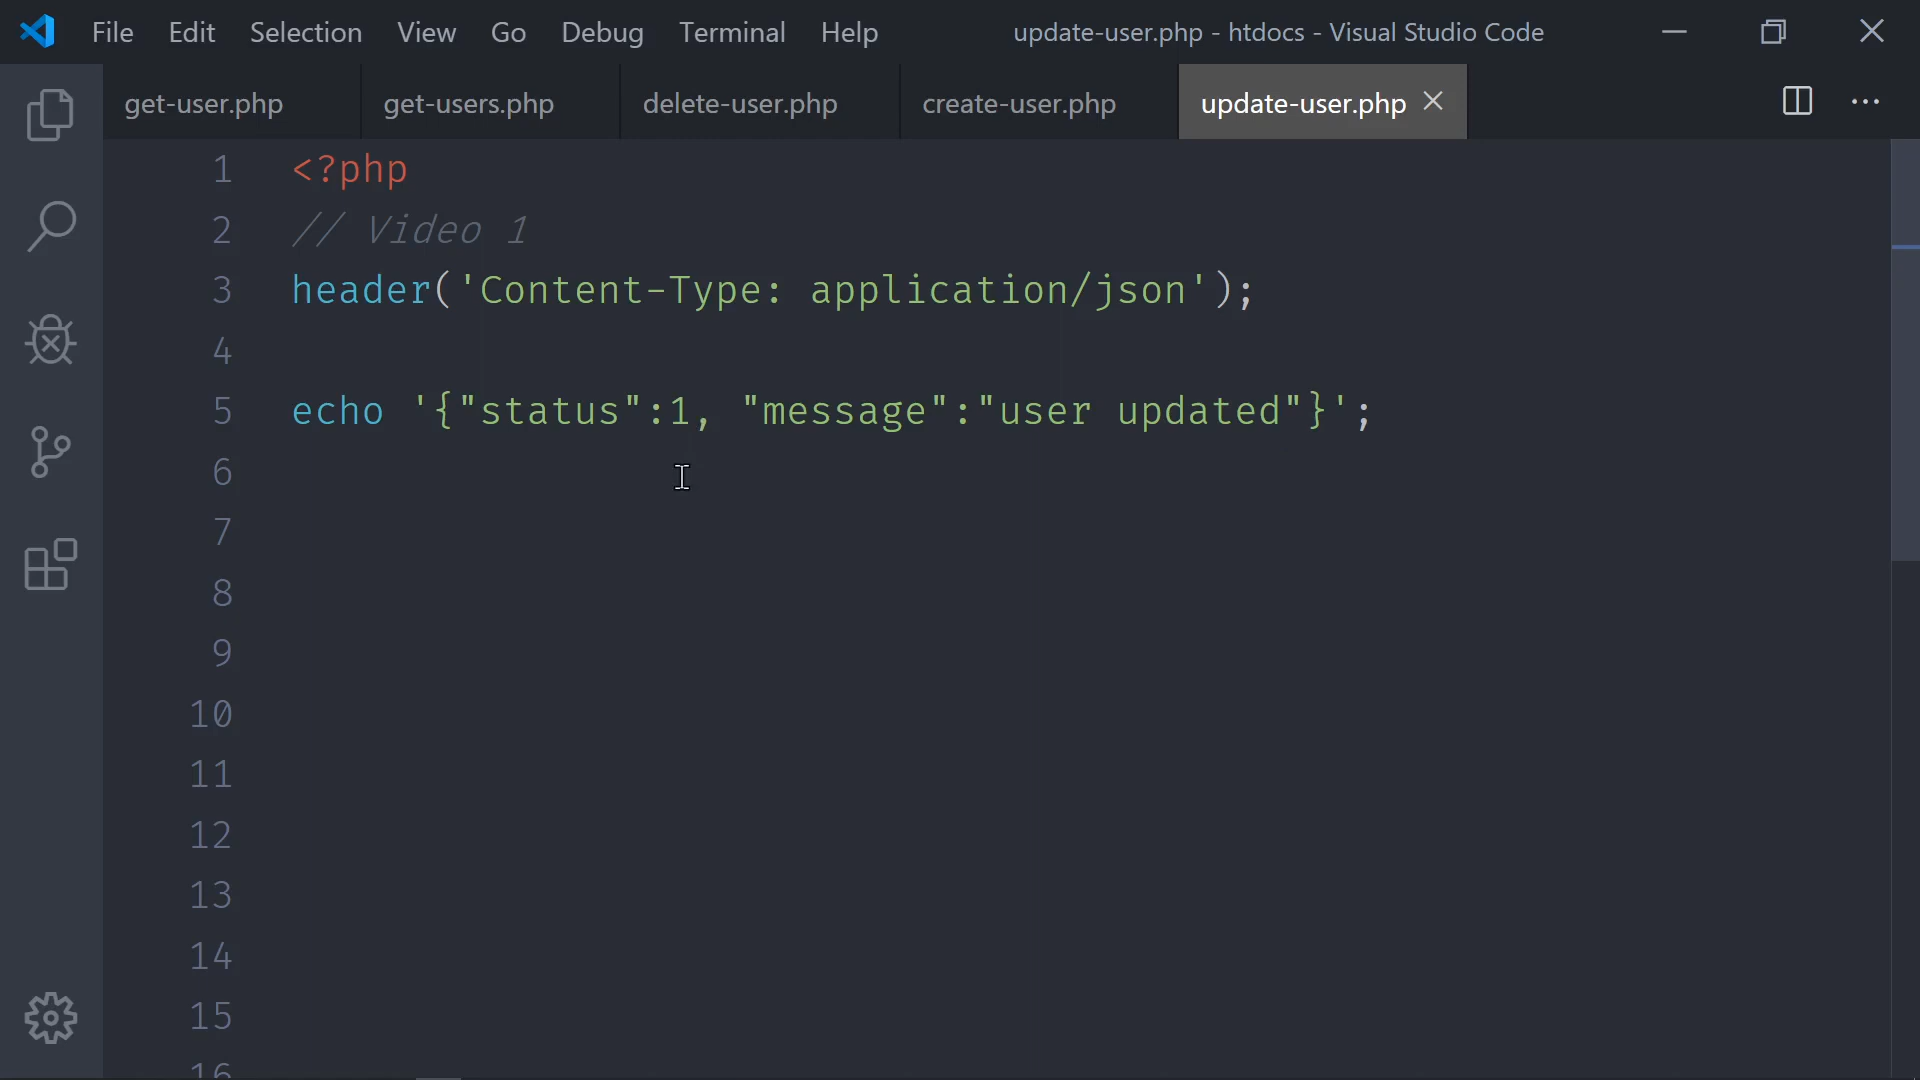 File Edit Selection View Go Debug Terminal Help update-user.php - htdocs - Visual Studio Code
get-user.php get-users.php delete-user.php create-user.php update-user.php
1 <?php
2 // Video 1
3 header('Content-Type: application/json');
4
5 echo '{"status":1, "message":"user updated"}';
6
7
8
9
10
11
12
13
14
15
16